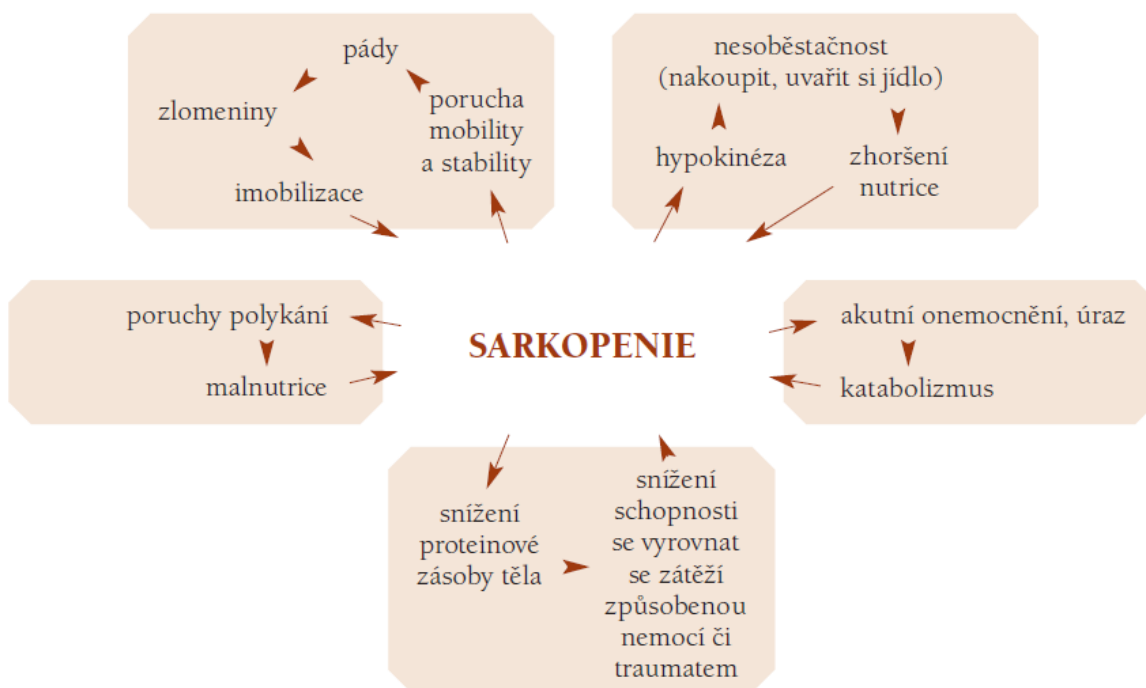 pády
zlomeniny
porucha
mobility
a stability
imobilizace
nesoběstačnost
(nakoupit, uvařit si jídlo)
hypokinéza
zhoršení
nutrice
poruchy polykání
malnutrice
SARKOPENIE
akutní onemocnění, úraz
katabolizmus
snížení
proteinové
zásoby těla
snížení
schopnosti
se vyrovnat
se zátěží
způsobenou
nemocí či
traumatem